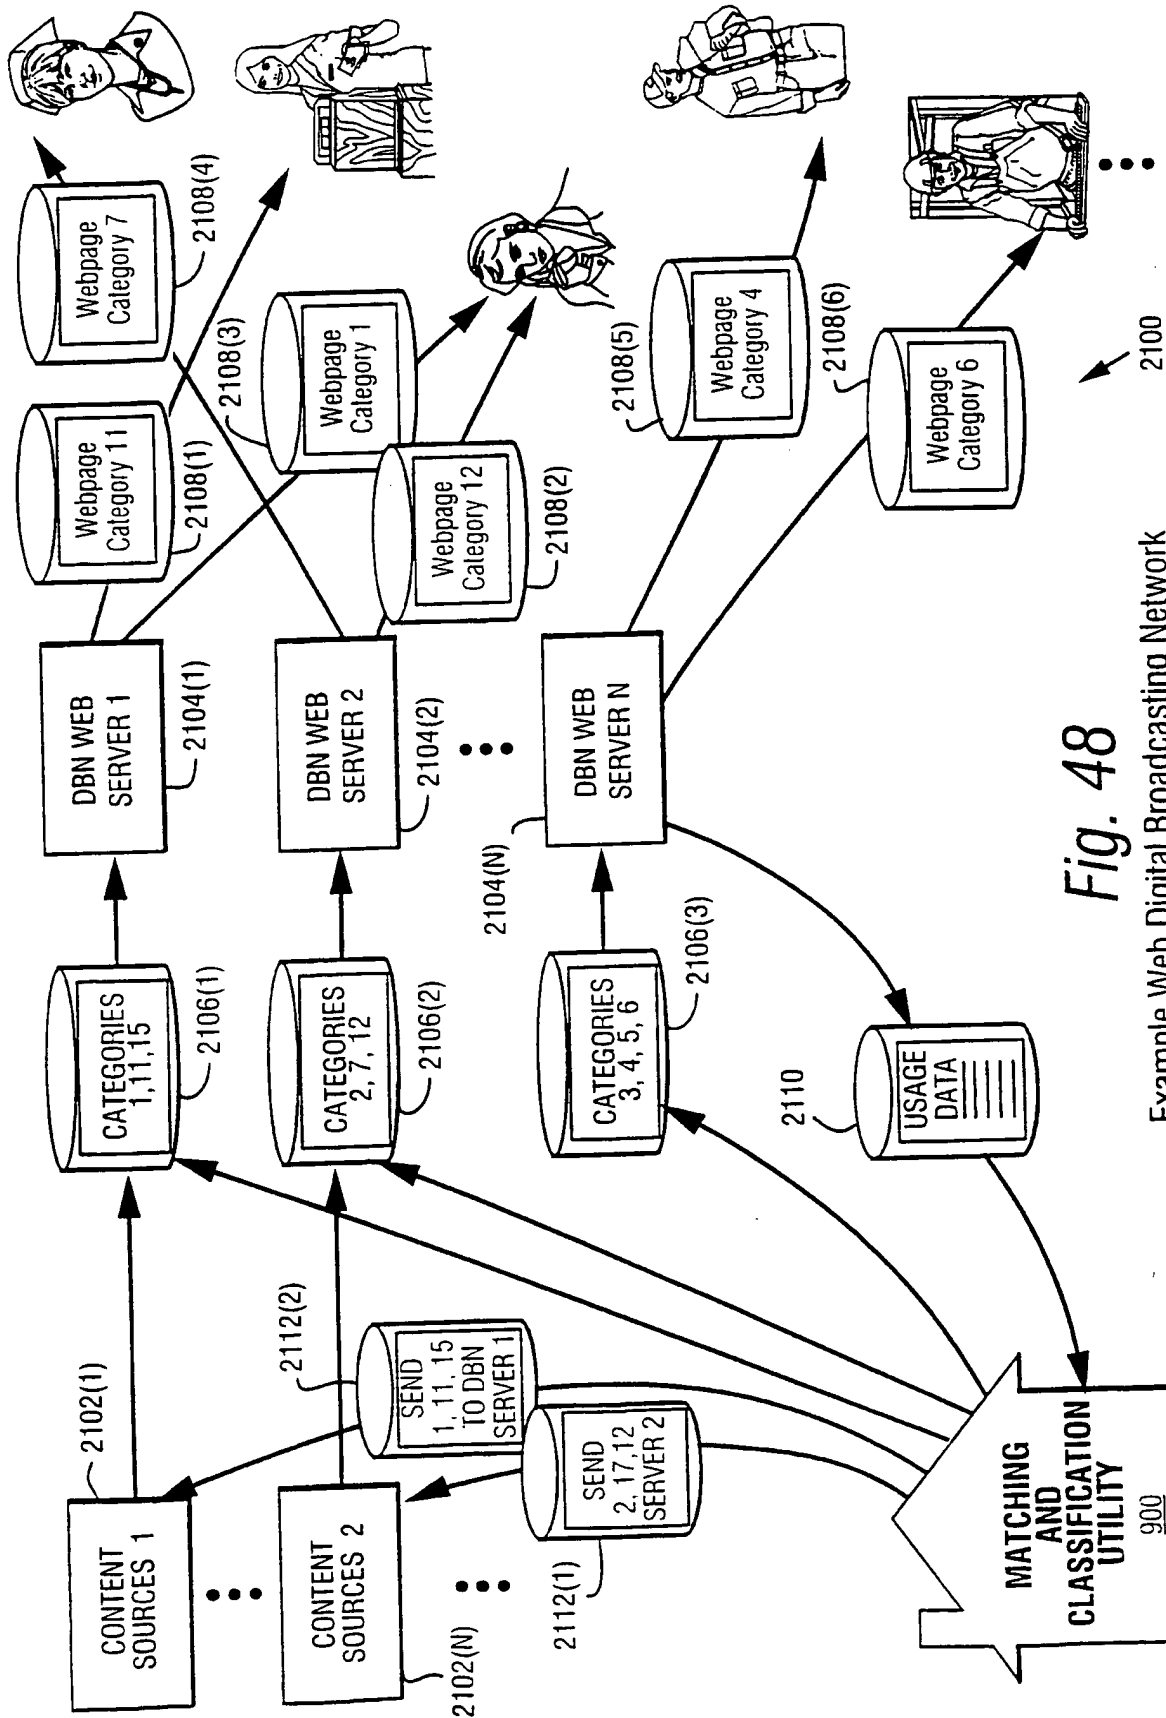 CONTENT
SOURCES 1
2102(1)
CONTENT
SOURCES 2
2102(N)
SEND
1, 11, 15
TO DBN
SERVER 1
2112(2)
SEND
2, 17,12
SERVER 2
2112(1)
MATCHING
AND
CLASSIFICATION
UTILITY
900
CATEGORIES
1,11,15
2106(1)
CATEGORIES
2, 7, 12
2106(2)
CATEGORIES
3, 4, 5, 6
2106(3)
USAGE
DATA
2110
DBN WEB
SERVER 1
2104(1)
DBN WEB
SERVER 2
2104(2)
DBN WEB
SERVER N
2104(N)
Webpage
Category 11
2108(1)
Webpage
Category 7
2108(4)
Webpage
Category 1
2108(3)
Webpage
Category 12
2108(2)
Webpage
Category 4
2108(5)
Webpage
Category 6
2108(6)
2100
Fig. 48
Example Web Digital Broadcasting Network